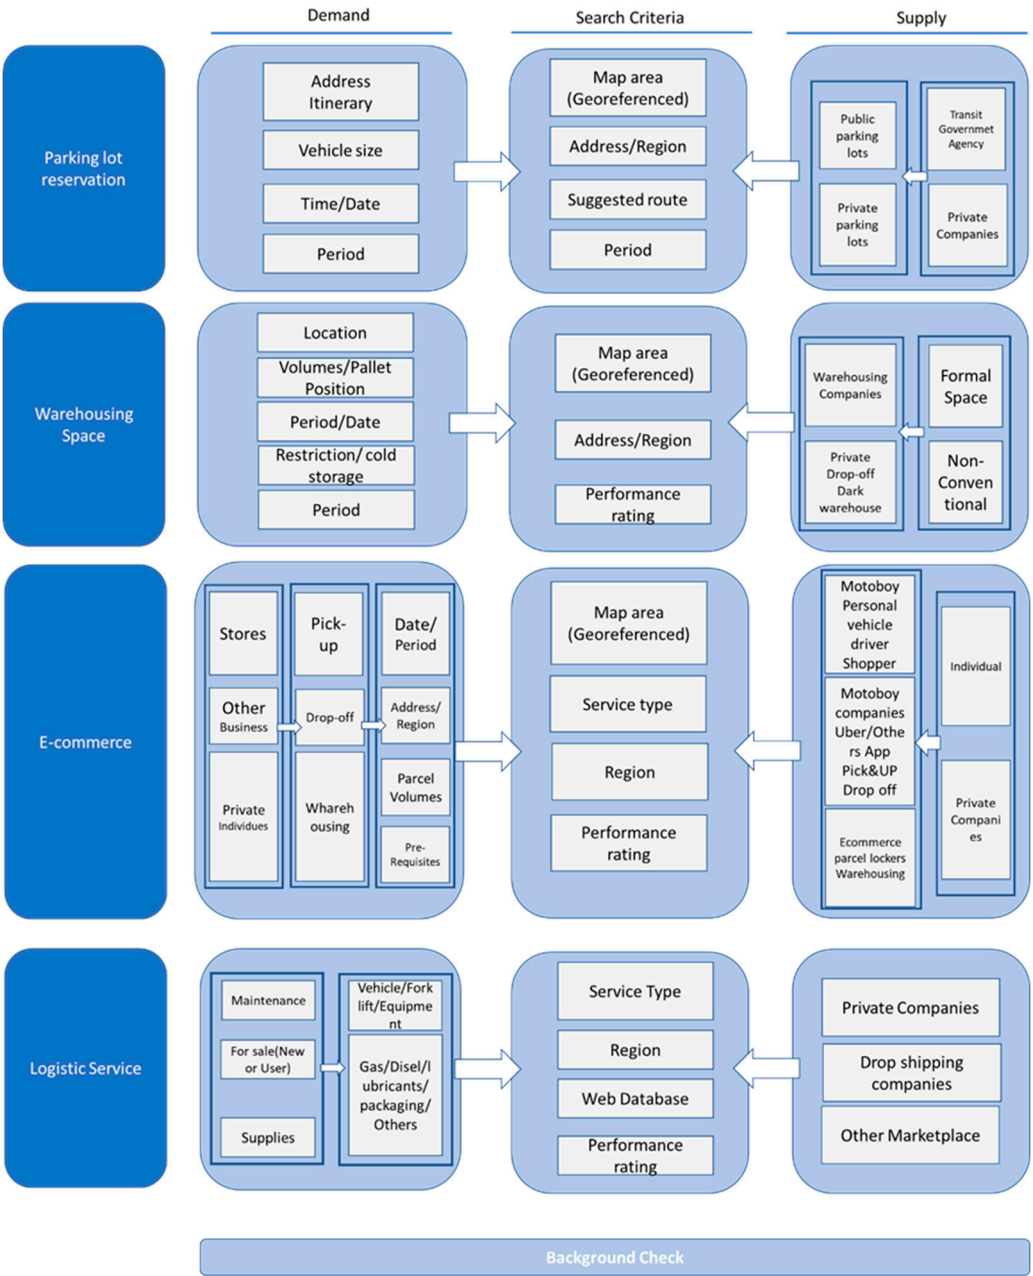 Demand
Search Criteria
Supply
Parking lot
reservation
Address
Itinerary
Vehicle size
Time/Date
Period
Map area
(Georeferenced)
Address/Region
Suggested route
Period
Public
parking
lots
Private
parking
lots
Transit
Governmet
Agency
Private
Companies
Warehousing
Space
Location
Volumes/Pallet
Position
Period/Date
Restriction/ cold
storage
Period
Map area
(Georeferenced)
Address/Region
Performance
rating
Warehousing
Companies
Private
Drop-off
Dark
warehouse
Formal
Space
Non-
Conven
tional
E-commerce
Stores
Other
Business
Private
Individues
Pick-
up
Drop-off
Whareh
ousing
Date/
Period
Address/
Region
Parcel
Volumes
Pre-
Requisites
Map area
(Georeferenced)
Service type
Region
Performance
rating
Motoboy
Personal
vehicle
driver
Shopper
Motoboy
companies
Uber/Othe
rs App
Pick&UP
Drop off
Ecommerce
parcel lockers
Warehousing
Individual
Private
Compani
es
Logistic Service
Maintenance
For sale(New
or User)
Supplies
Vehicle/Fork
lift/Equipme
nt
Gas/Disel/l
ubricants/
packaging/
Others
Service Type
Region
Web Database
Performance
rating
Private Companies
Drop shipping
companies
Other Marketplace
Background Check